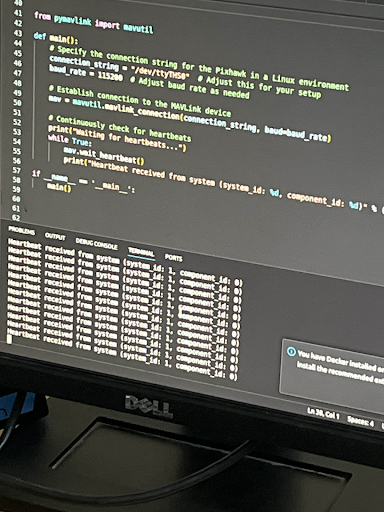 40
41
42 from pymavlink import mavutil
43
44 def main():
45 # Specify the connection string for the Pixhawk in a Linux environment
46 connection_string = "/dev/ttyTHS0" # Adjust this for your setup
47 baud_rate = 115200 # Adjust baud rate as needed
48
49 # Establish connection to the MAVLink device
50 mav = mavutil.mavlink_connection(connection_string, baud=baud_rate)
51
52 # Continuously check for heartbeats
53 print("Waiting for heartbeats...")
54 while True:
55 mav.wait_heartbeat()
56 print("Heartbeat received from system (system_id: %d, component_id: %d)" % (
57
58 if __name__ == '__main__':
59 main()
60
61
62
PROBLEMS OUTPUT DEBUG CONSOLE TERMINAL PORTS
Heartbeat received from system (system_id: 1, component_id: 0)
Heartbeat received from system (system_id: 1, component_id: 0)
Heartbeat received from system (system_id: 1, component_id: 0)
Heartbeat received from system (system_id: 1, component_id: 0)
Heartbeat received from system (system_id: 1, component_id: 0)
Heartbeat received from system (system_id: 1, component_id: 0)
Heartbeat received from system (system_id: 1, component_id: 0)
Heartbeat received from system (system_id: 1, component_id: 0)
Heartbeat received from system (system_id: 1, component_id: 0)
Heartbeat received from system (system_id: 1, component_id: 0)
Heartbeat received from system (system_id: 1, component_id: 0)
Heartbeat received from system (system_id: 1, component_id: 0)
You have Docker installed on
install the recommended
Ln 38, Col 1 Spaces: 4
DELL